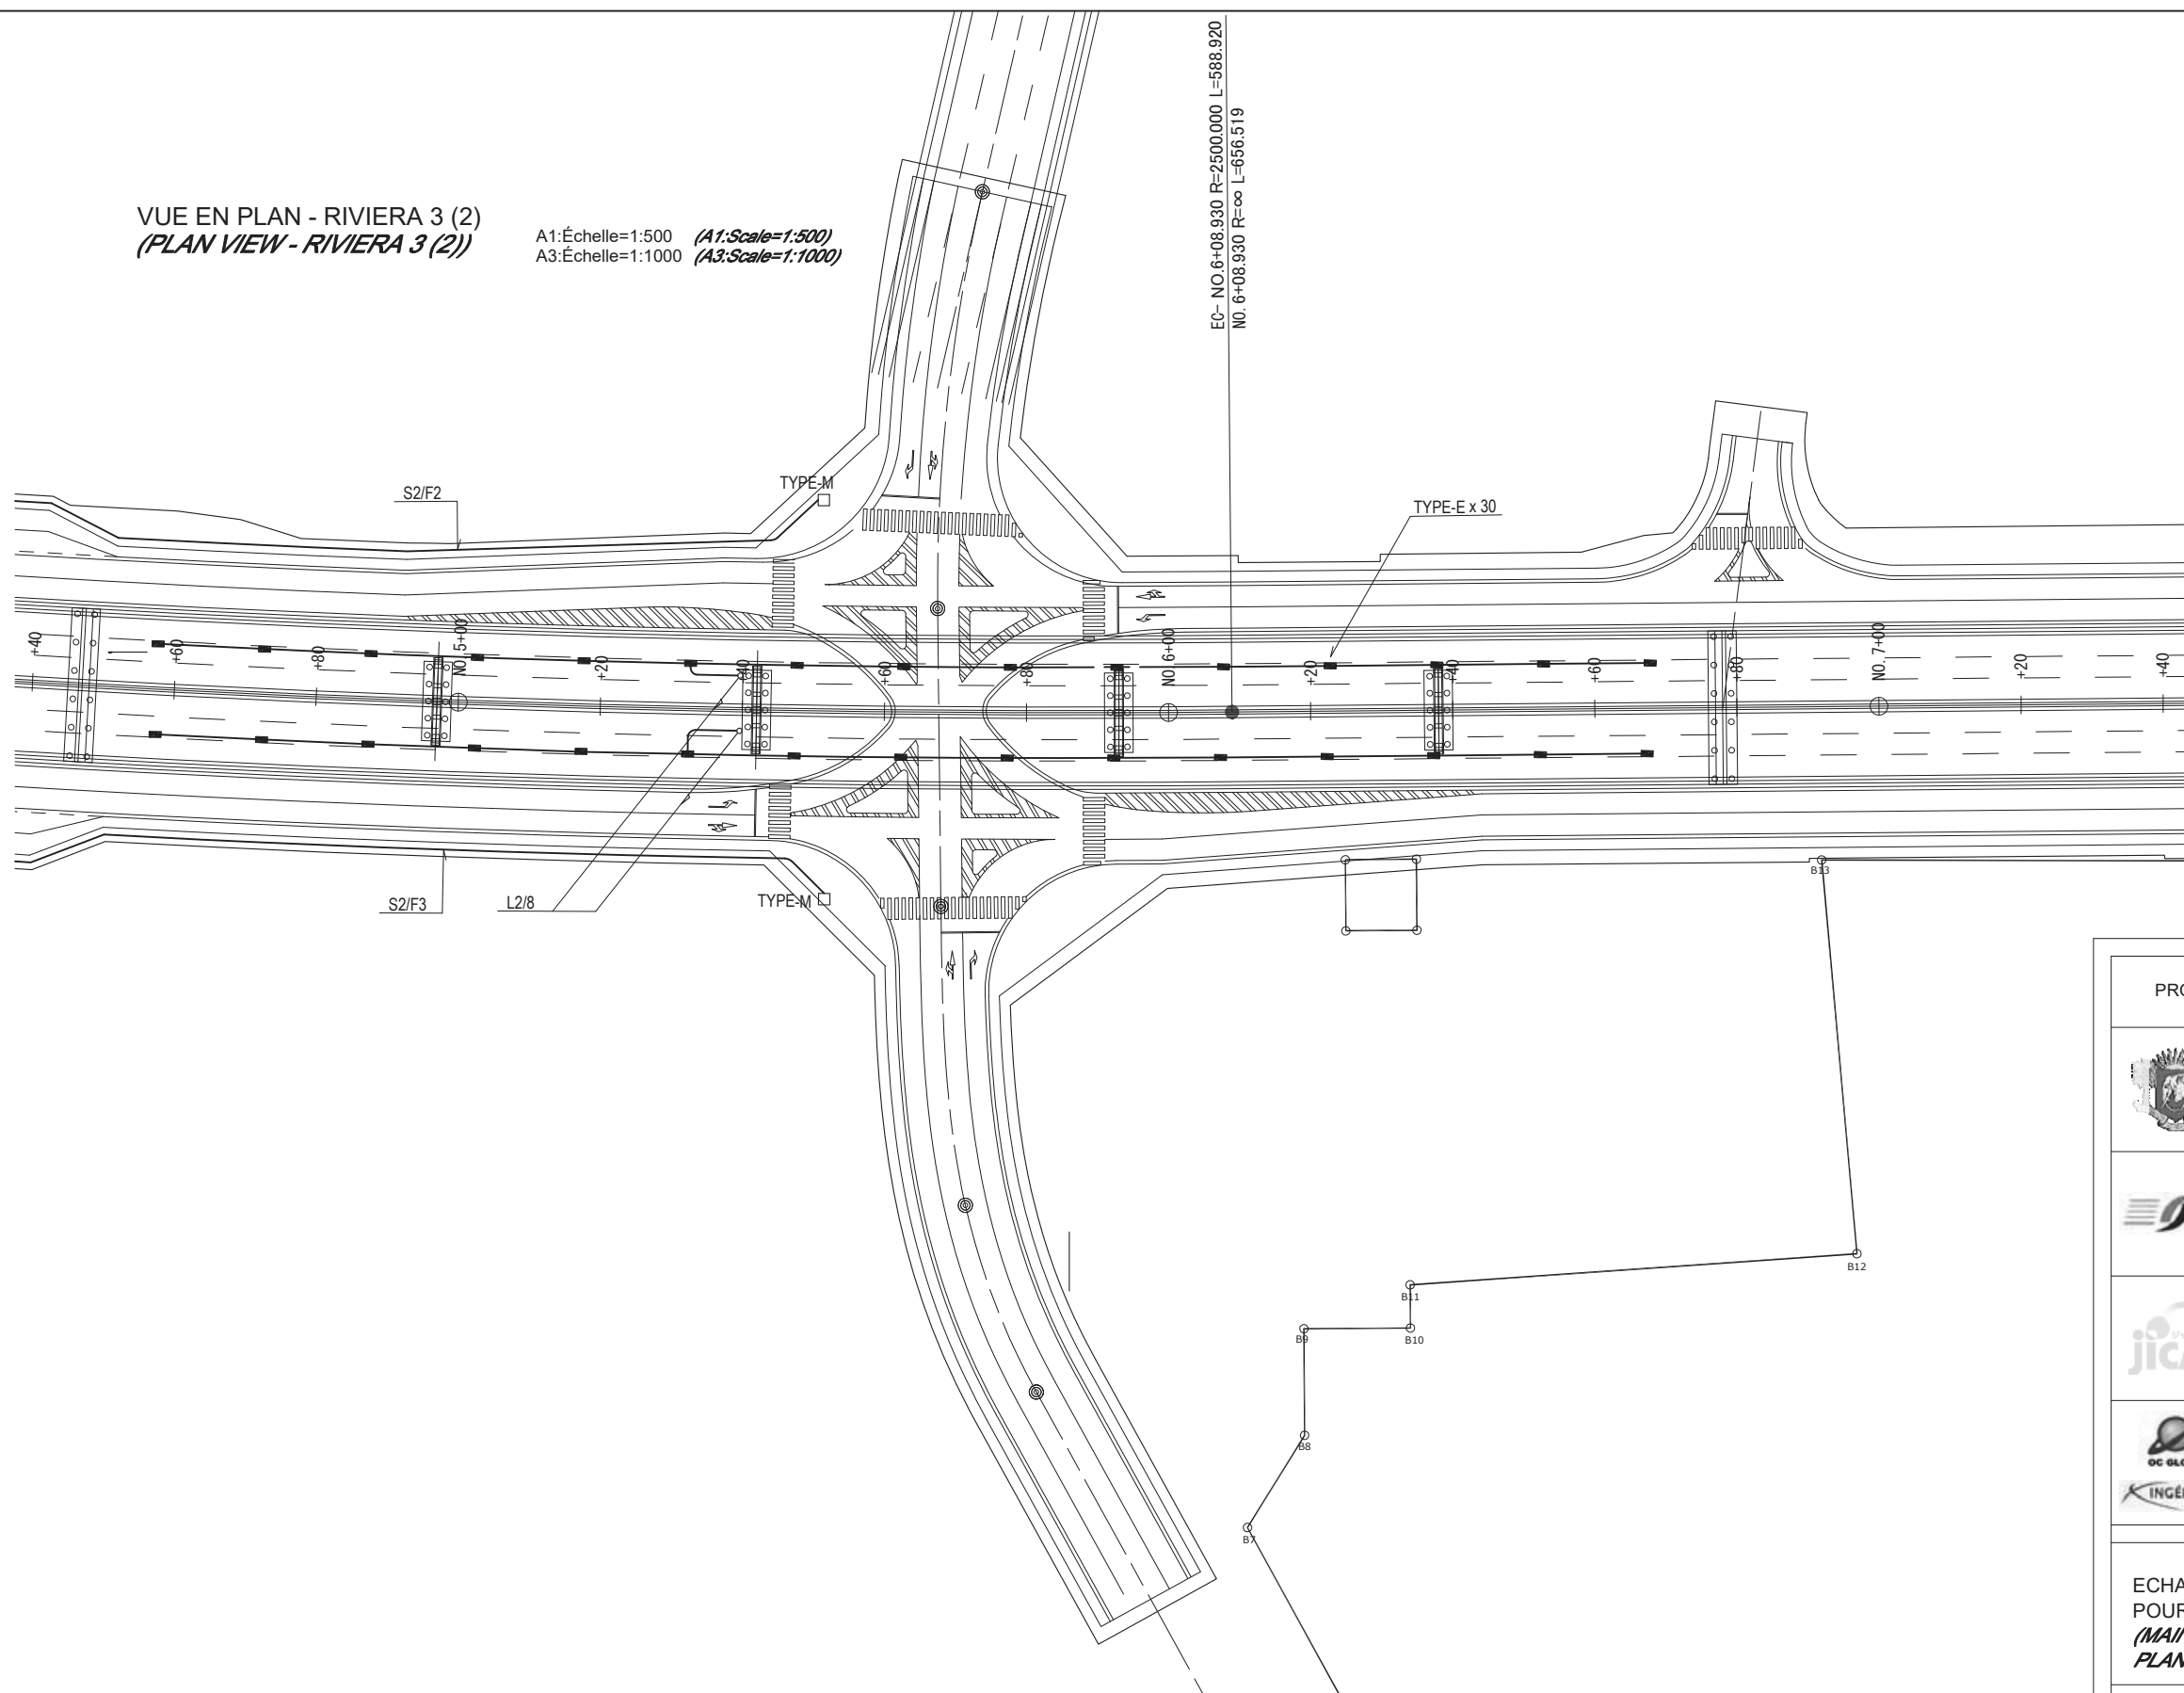 EC- NO.6+08.930 R=2500.000 L=588.920
NO. 6+08.930 R=∞ L=656.519
VUE EN PLAN - RIVIERA 3 (2)
(PLAN VIEW - RIVIERA 3 (2))
A1:Échelle=1:500 (A1:Scale=1:500)
A3:Échelle=1:1000 (A3:Scale=1:1000)
S2/F2
TYPE-M
TYPE-E x 30
+40
+60
+80
NO. 5+00
+20
+40
+60
+80
NO. 6+00
+20
+40
+60
+80
NO. 7+00
+20
+40
S2/F3
L2/8
TYPE-M
B13
B12
B11
B10
B9
B8
B7
PRO
jica
OC GLO
INGÉ
ECHA
POUR
(MAI
PLAN